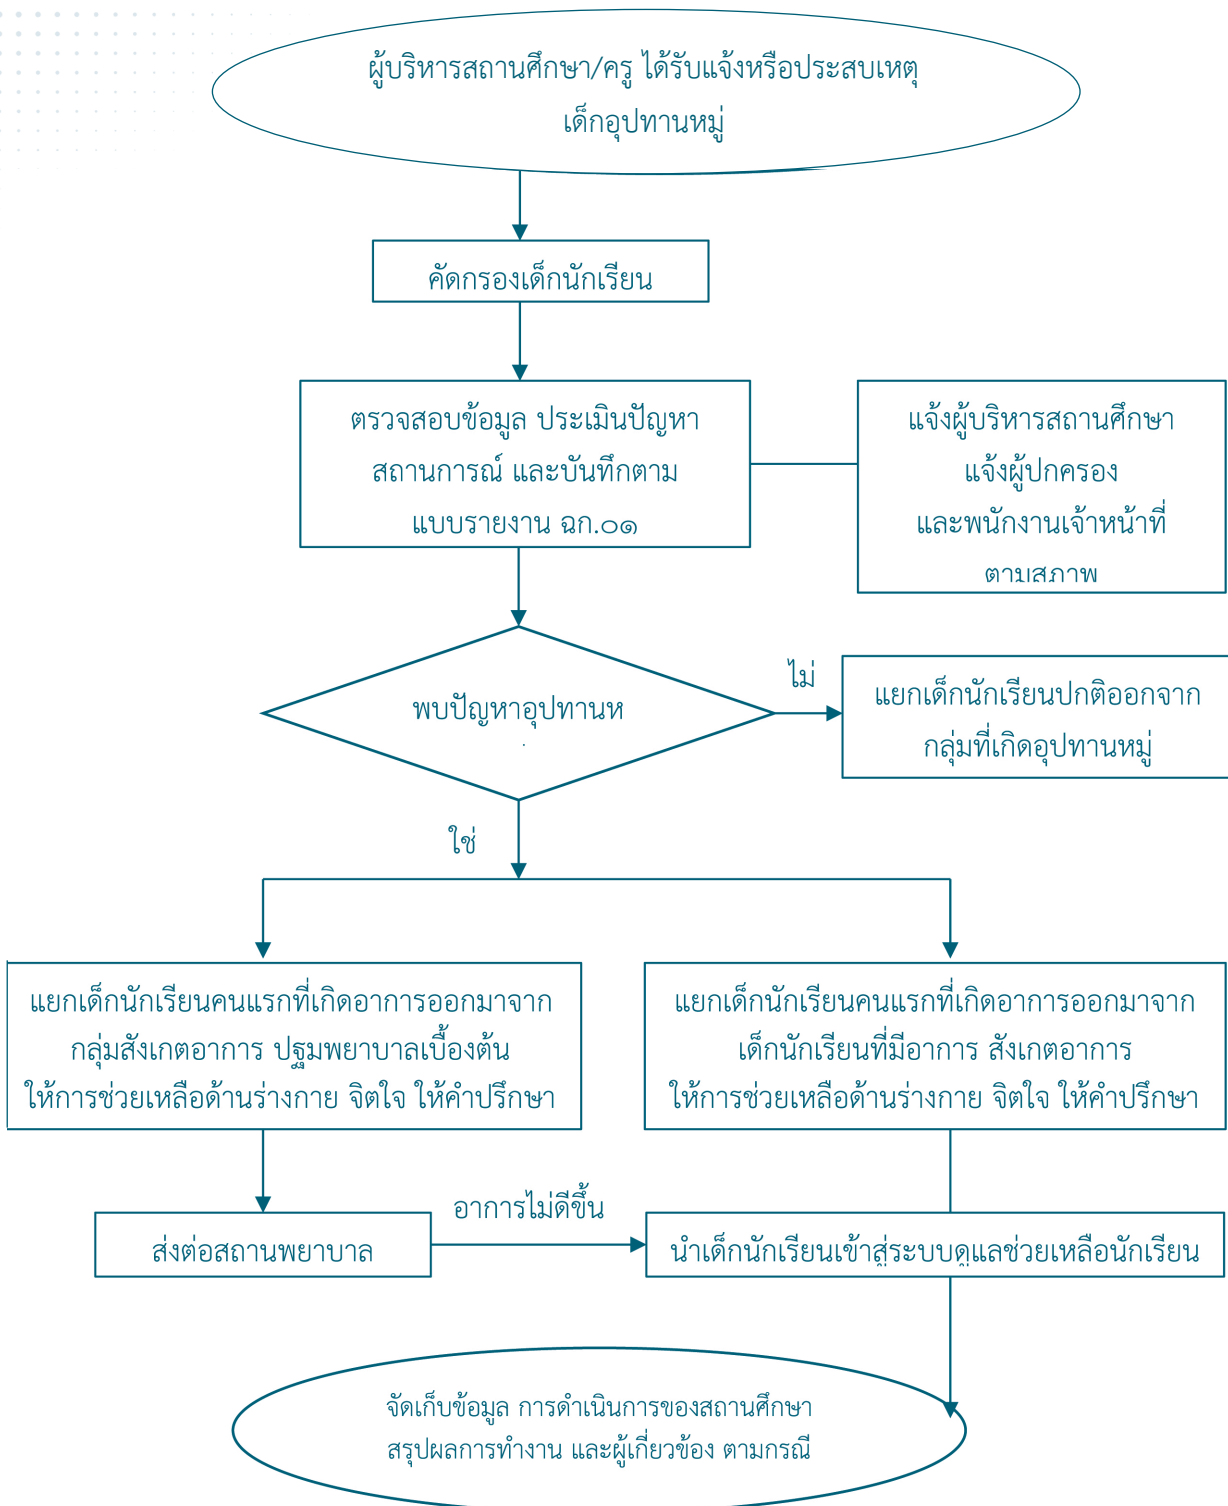 ผู้บริหารสถานศึกษา/ครู ได้รับแจ้งหรือประสบเหตุ
เด็กอุปทานหมู่
คัดกรองเด็กนักเรียน
ตรวจสอบข้อมูล ประเมินปัญหา
สถานการณ์ และบันทึกตาม
แบบรายงาน ฉก.๐๑
แจ้งผู้บริหารสถานศึกษา
แจ้งผู้ปกครอง
และพนักงานเจ้าหน้าที่
ตามสภาพ
พบปัญหาอุปทานห
ไม่
แยกเด็กนักเรียนปกติออกจาก
กลุ่มที่เกิดอุปทานหมู่
ใช่
แยกเด็กนักเรียนคนแรกที่เกิดอาการออกมาจาก
กลุ่มสังเกตอาการ ปฐมพยาบาลเบื้องต้น
ให้การช่วยเหลือด้านร่างกาย จิตใจ ให้คำปรึกษา
แยกเด็กนักเรียนคนแรกที่เกิดอาการออกมาจาก
เด็กนักเรียนที่มีอาการ สังเกตอาการ
ให้การช่วยเหลือด้านร่างกาย จิตใจ ให้คำปรึกษา
อาการไม่ดีขึ้น
ส่งต่อสถานพยาบาล
นำเด็กนักเรียนเข้าสู่ระบบดูแลช่วยเหลือนักเรียน
จัดเก็บข้อมูล การดำเนินการของสถานศึกษา
สรุปผลการทำงาน และผู้เกี่ยวข้อง ตามกรณี